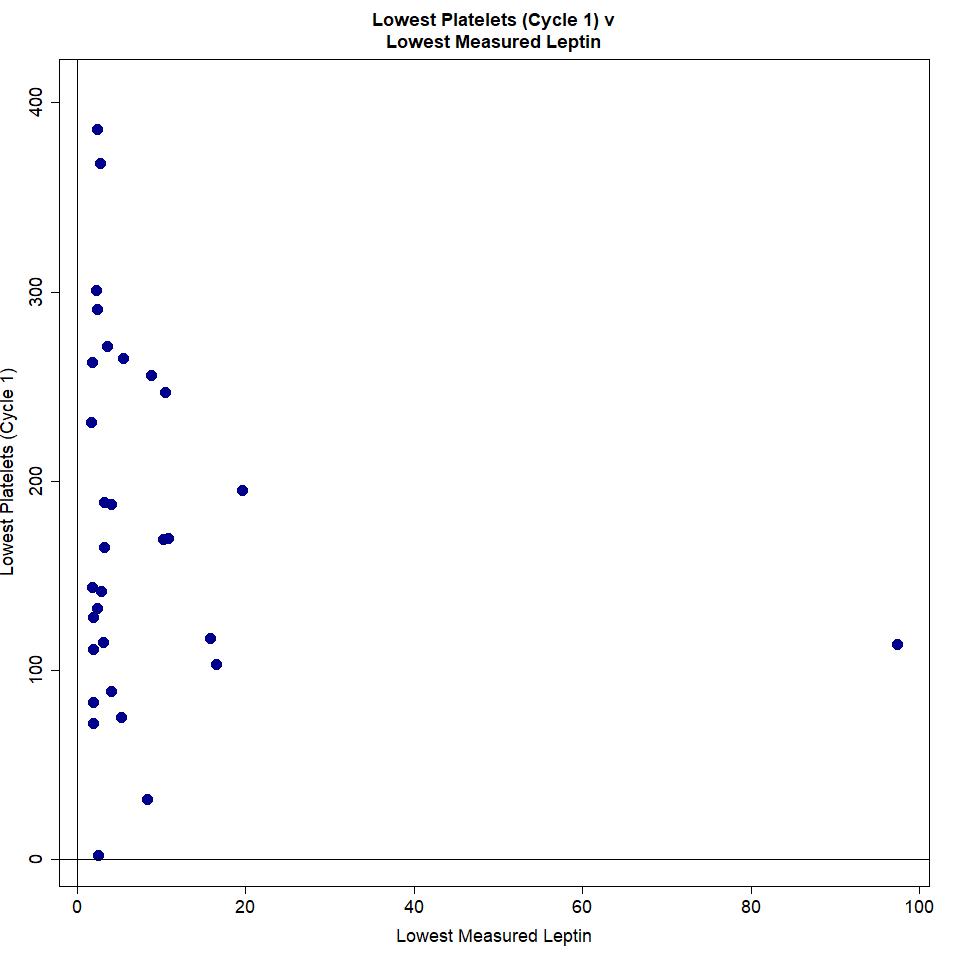 Lowest Platelets (Cycle 1) v
Lowest Measured Leptin
400
300
200
100
0
Lowest Platelets (Cycle 1)
0 20 40 60 80 100
Lowest Measured Leptin